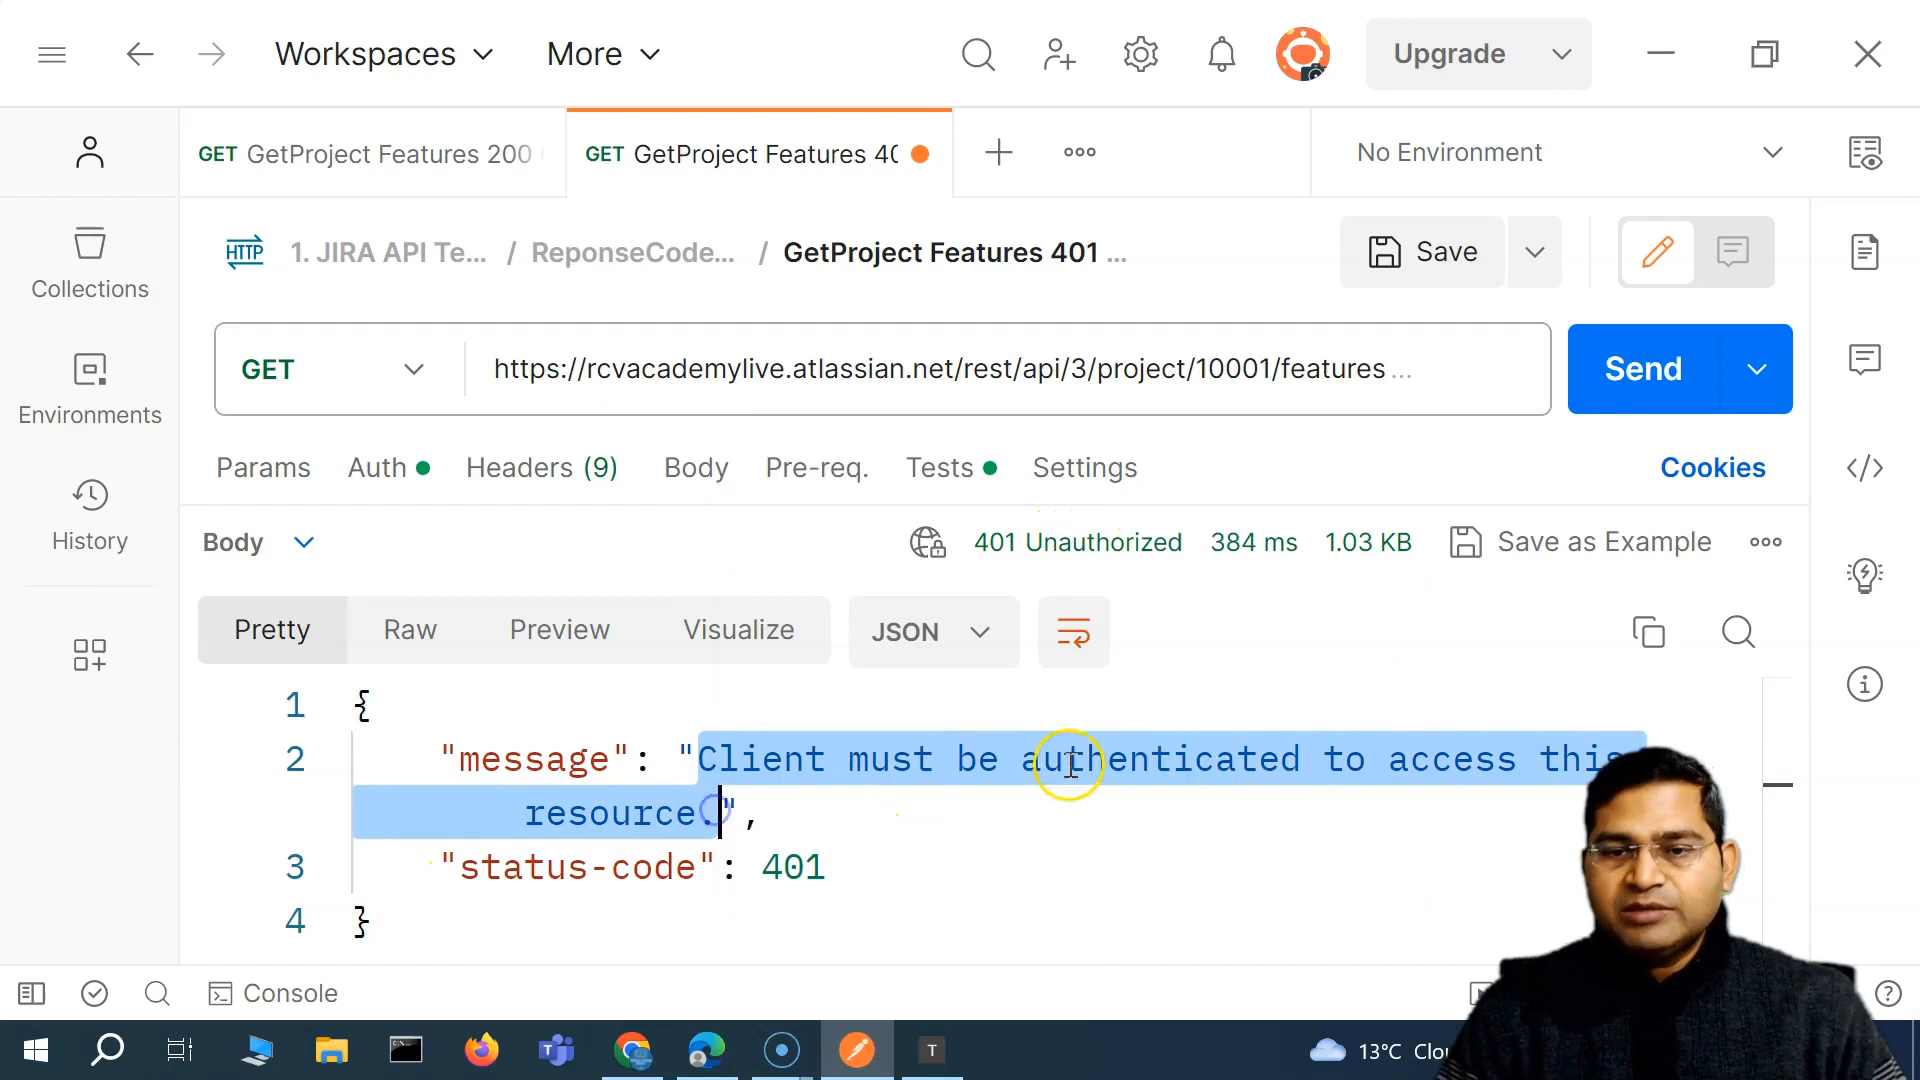 Workspaces
More
Upgrade
GET GetProject Features 200
GET GetProject Features 40
No Environment
HTTP 1. JIRA API Te... / ReponseCode... / GetProject Features 401 ...
Save
Collections
GET https://rcvacademylive.atlassian.net/rest/api/3/project/10001/features ...
Send
Environments
Params Auth Headers (9) Body Pre-req. Tests Settings Cookies
History
Body 401 Unauthorized 384 ms 1.03 KB Save as Example
Pretty Raw Preview Visualize JSON
1 {
2 "message": "Client must be authenticated to access this
resource.",
3 "status-code": 401
4 }
Console
13°C